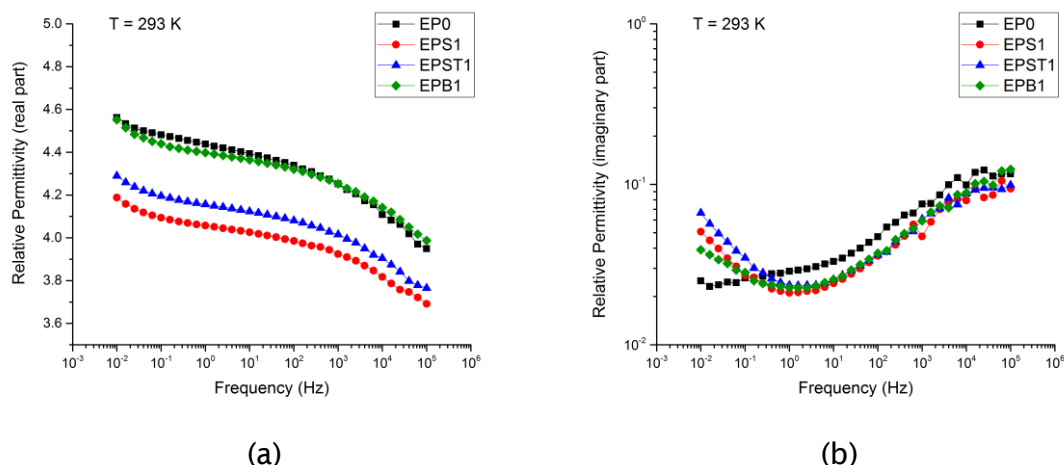 T = 293 K
EP0
EPS1
EPST1
EPB1
Relative Permittivity (real part)
5.0
4.8
4.6
4.4
4.2
4.0
3.8
3.6
10⁻³ 10⁻² 10⁻¹ 10⁰ 10¹ 10² 10³ 10⁴ 10⁵ 10⁶
Frequency (Hz)
(a)
T = 293 K
EP0
EPS1
EPST1
EPB1
Relative Permittivity (imaginary part)
10⁰
10⁻¹
10⁻²
10⁻³ 10⁻² 10⁻¹ 10⁰ 10¹ 10² 10³ 10⁴ 10⁵ 10⁶
Frequency (Hz)
(b)